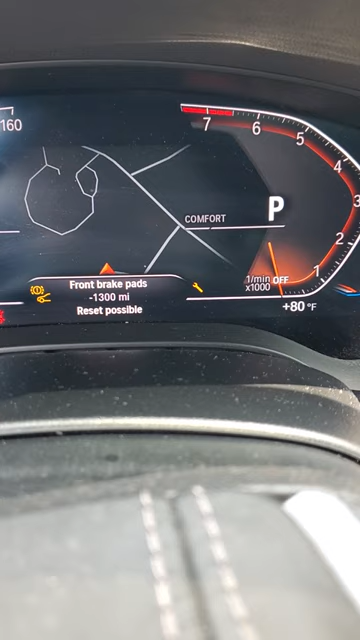 160
7
6
5
4
3
2
1
COMFORT
P
Front brake pads
-1300 mi
Reset possible
1/min
x1000
OFF
+80 °F